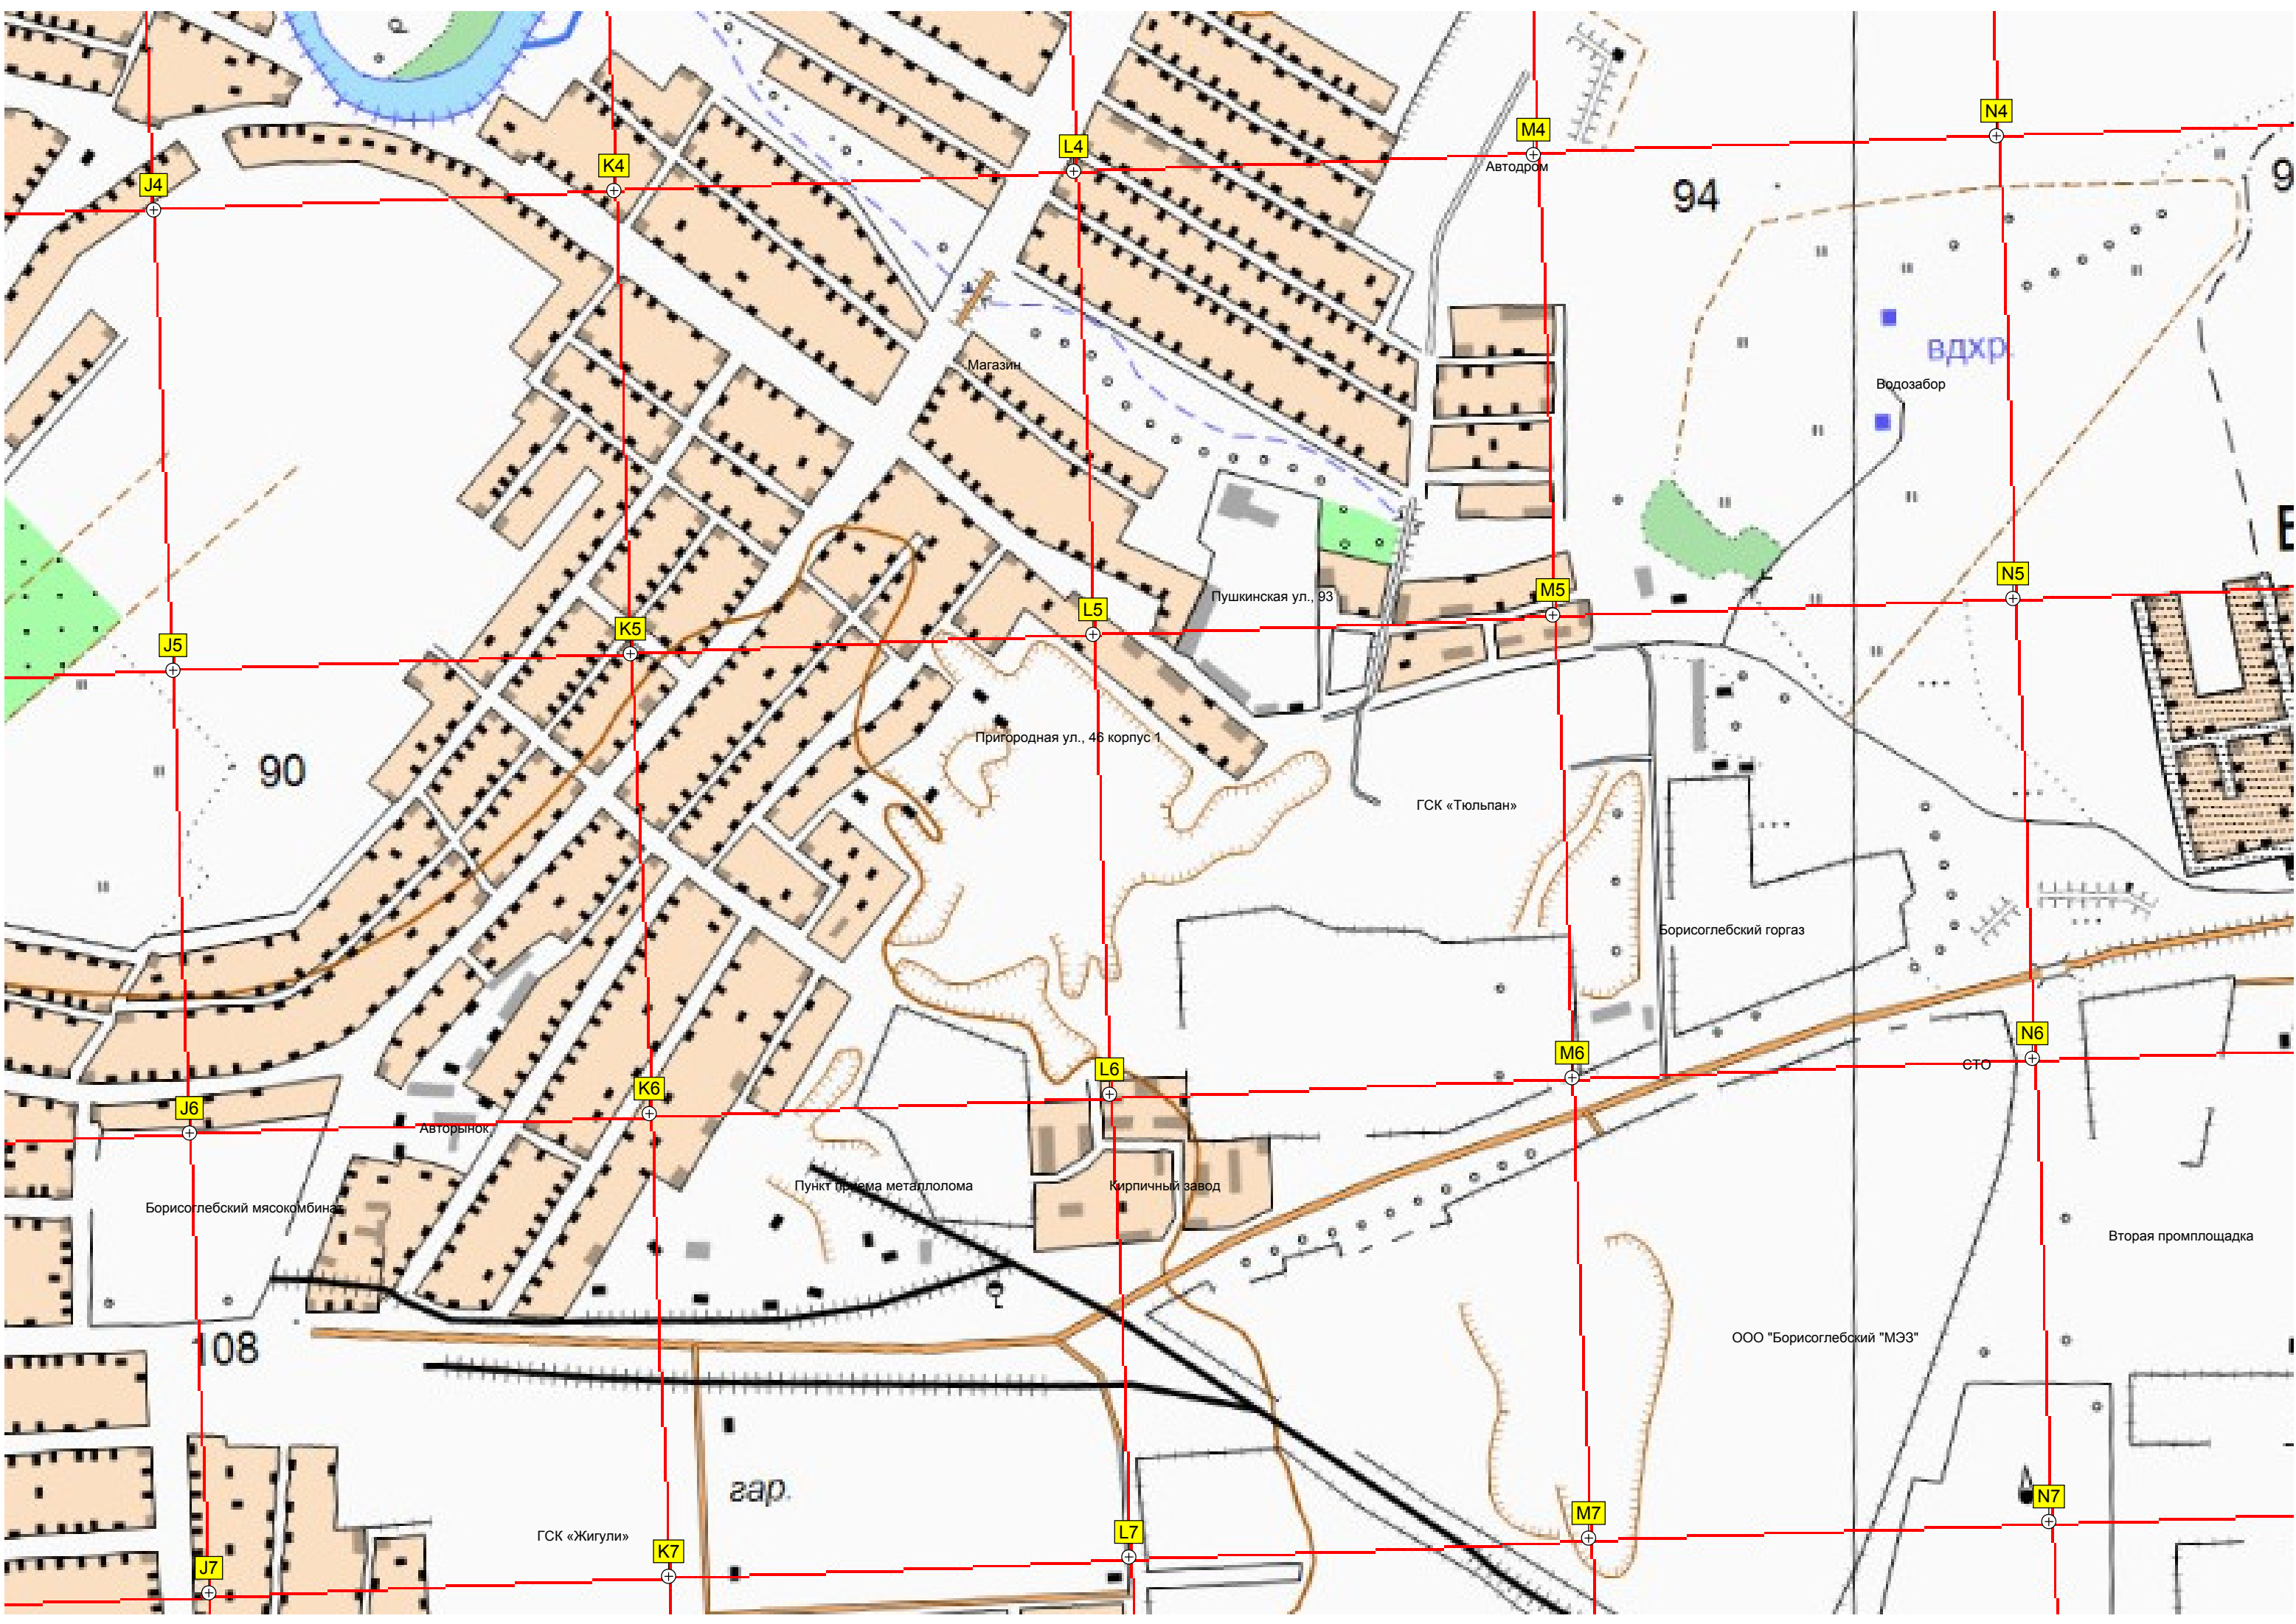 N4
M4
L4
K4
J4
Автодром
94
9
вдхр.
Магазин
Водозабор
N5
M5
Пушкинская ул., 93
L5
K5
J5
Пригородная ул., 46 корпус 1
90
ГСК «Тюльпан»
Борисоглебский горгаз
N6
M6
СТО
L6
K6
J6
Авторынок
Пункт приема металлолома
Кирпичный завод
Борисоглебский мясокомбинат
Вторая промплощадка
ООО "Борисоглебский "МЭЗ"
108
гар.
N7
M7
L7
ГСК «Жигули»
K7
J7